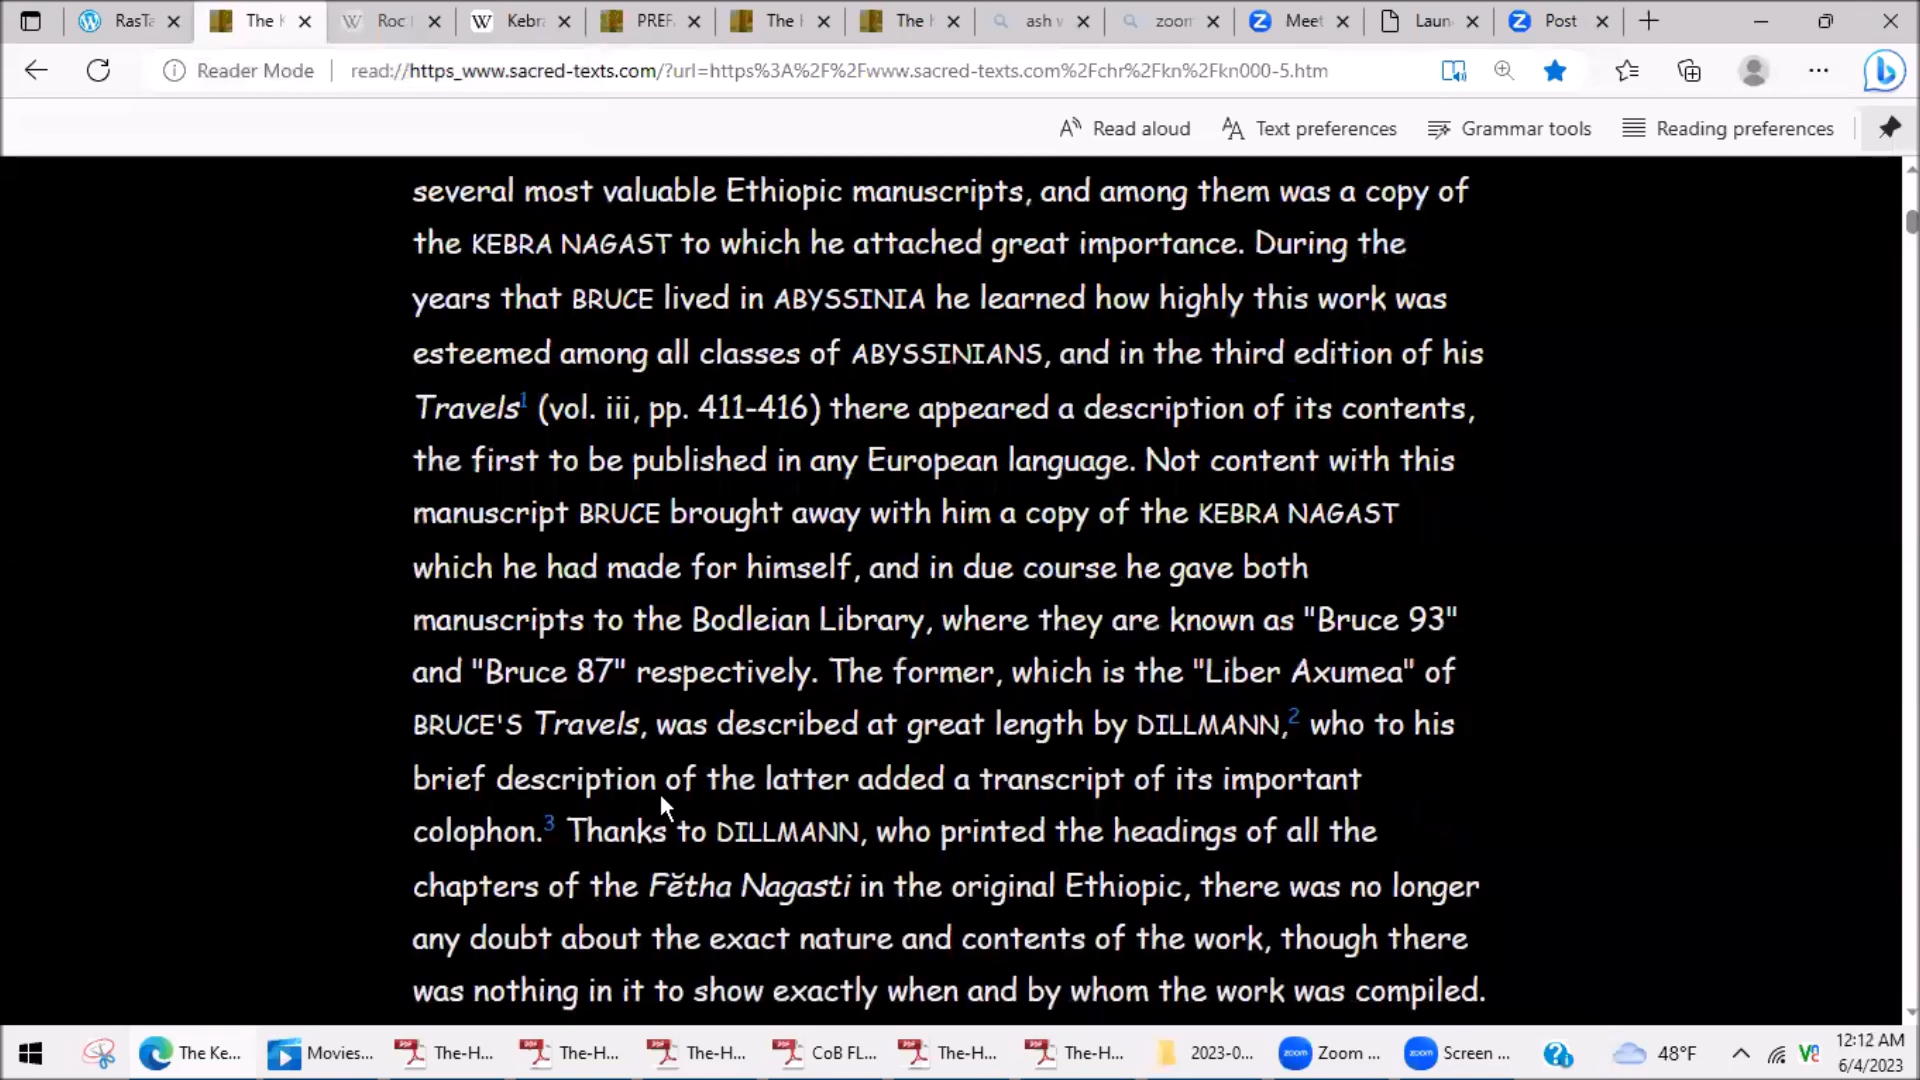 RasTa
The K
Roc
Kebra
PREF
The H
The H
ash w
zoom
Meet
Laun
Post
Reader Mode
read://https_www.sacred-texts.com/?url=https%3A%2F%2Fwww.sacred-texts.com%2Fchr%2Fkn%2Fkn000-5.htm
Read aloud
Text preferences
Grammar tools
Reading preferences
several most valuable Ethiopic manuscripts, and among them was a copy of
the KEBRA NAGAST to which he attached great importance. During the
years that BRUCE lived in ABYSSINIA he learned how highly this work was
esteemed among all classes of ABYSSINIANS, and in the third edition of his
Travels1 (vol. iii, pp. 411-416) there appeared a description of its contents,
the first to be published in any European language. Not content with this
manuscript BRUCE brought away with him a copy of the KEBRA NAGAST
which he had made for himself, and in due course he gave both
manuscripts to the Bodleian Library, where they are known as "Bruce 93"
and "Bruce 87" respectively. The former, which is the "Liber Axumea" of
BRUCE'S Travels, was described at great length by DILLMANN,2 who to his
brief description of the latter added a transcript of its important
colophon.3 Thanks to DILLMANN, who printed the headings of all the
chapters of the Fĕtha Nagasti in the original Ethiopic, there was no longer
any doubt about the exact nature and contents of the work, though there
was nothing in it to show exactly when and by whom the work was compiled.
The Ke...
Movies...
The-H...
The-H...
The-H...
CoB FL...
The-H...
The-H...
2023-0...
Zoom ...
Screen ...
48°F
12:12 AM
6/4/2023